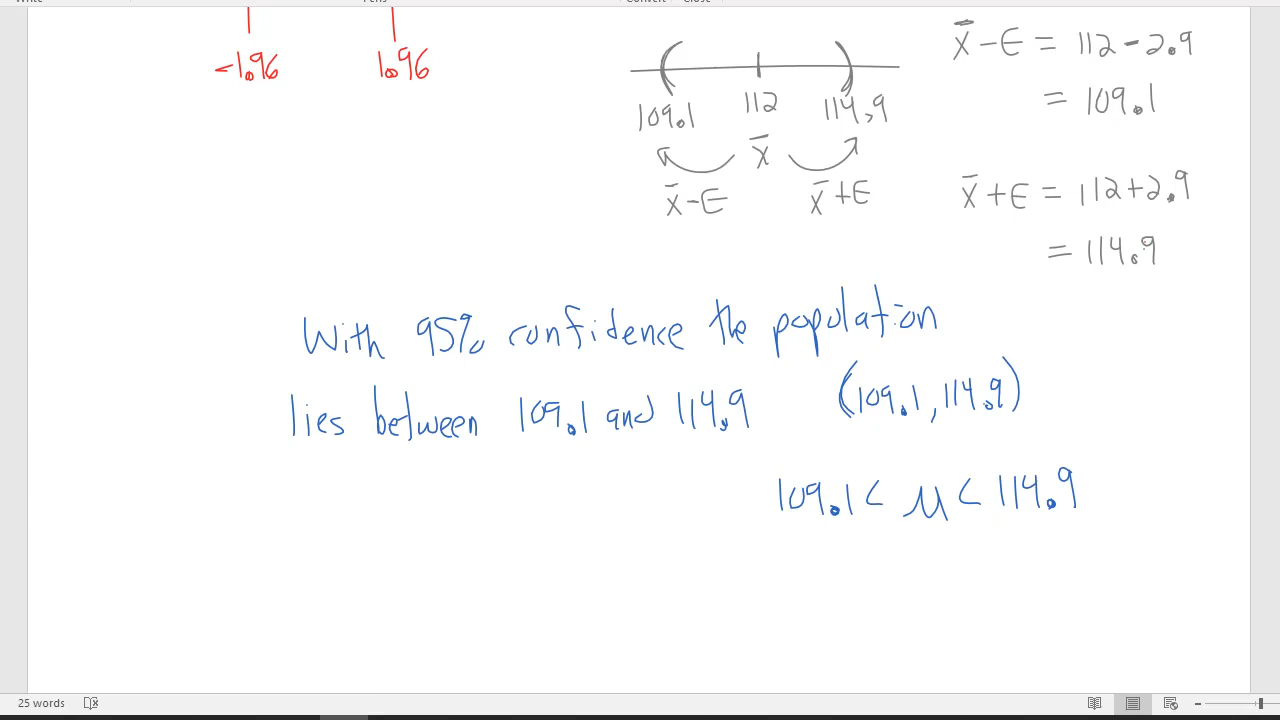 -1.96 1.96
109.1 112 114.9
x̄
x̄-E x̄+E
x̄-E = 112-2.9
= 109.1
x̄+E = 112+2.9
= 114.9
With 95% confidence the population
lies between 109.1 and 114.9 (109.1, 114.9)
109.1 < μ < 114.9
25 words